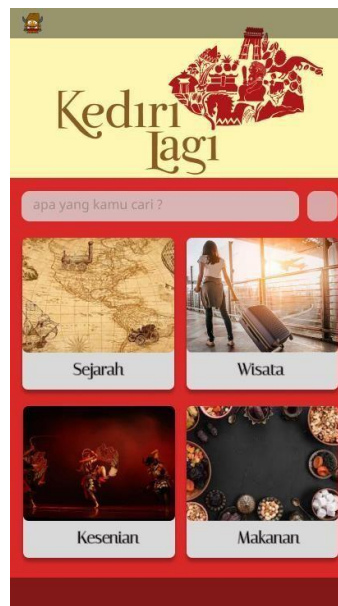 Kediri
Lagi
apa yang kamu cari ?
Sejarah
Wisata
Kesenian
Makanan